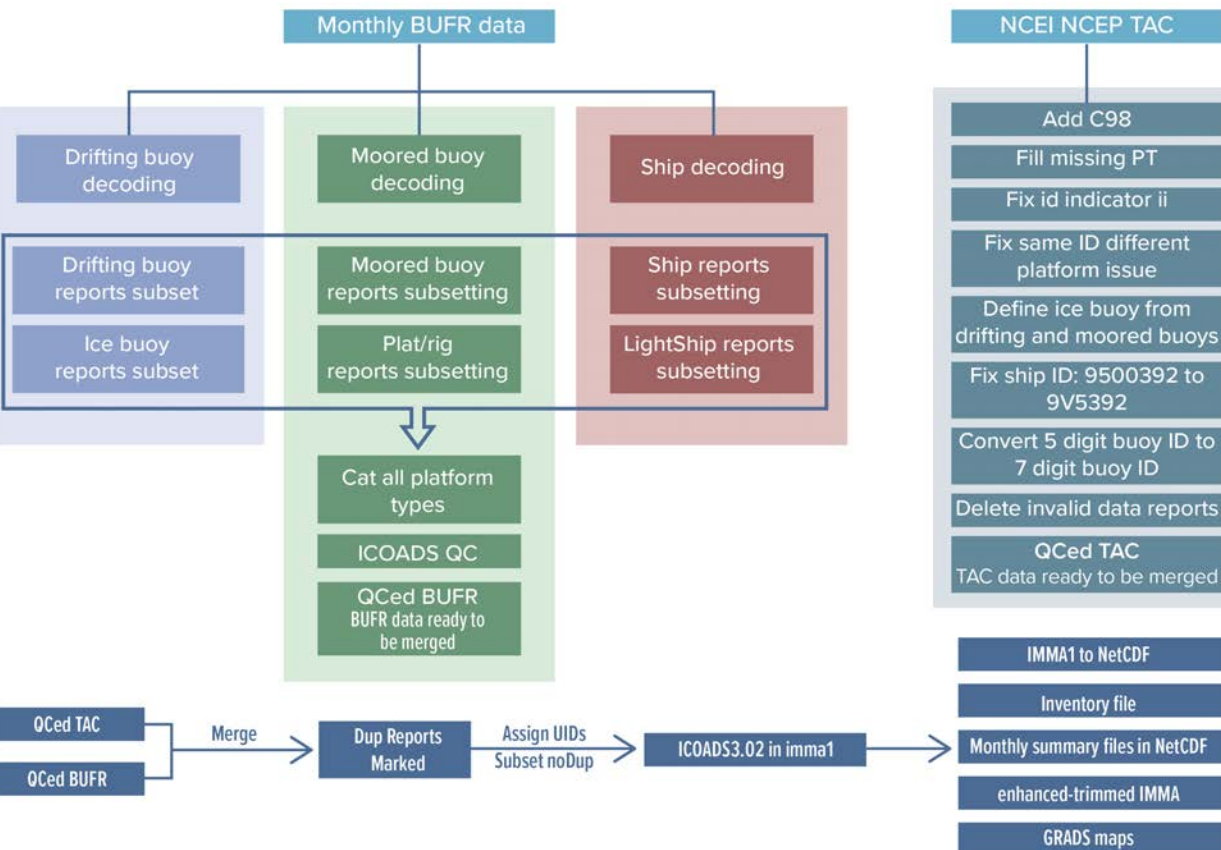 Monthly BUFR data
Drifting buoy
decoding
Moored buoy
decoding
Ship decoding
Drifting buoy
reports subset
Moored buoy
reports subsetting
Ship reports
subsetting
Ice buoy
reports subset
Plat/rig
reports subsetting
LightShip reports
subsetting
Cat all platform
types
ICOADS QC
QCed BUFR
BUFR data ready to
be merged
NCEI NCEP TAC
Add C98
Fill missing PT
Fix id indicator ii
Fix same ID different
platform issue
Define ice buoy from
drifting and moored buoys
Fix ship ID: 9500392 to
9V5392
Convert 5 digit buoy ID to
7 digit buoy ID
Delete invalid data reports
QCed TAC
TAC data ready to be merged
QCed TAC
QCed BUFR
Merge
Dup Reports
Marked
Assign UIDs
Subset noDup
ICOADS3.02 in imma1
IMMA1 to NetCDF
Inventory file
Monthly summary files in NetCDF
enhanced-trimmed IMMA
GRADS maps